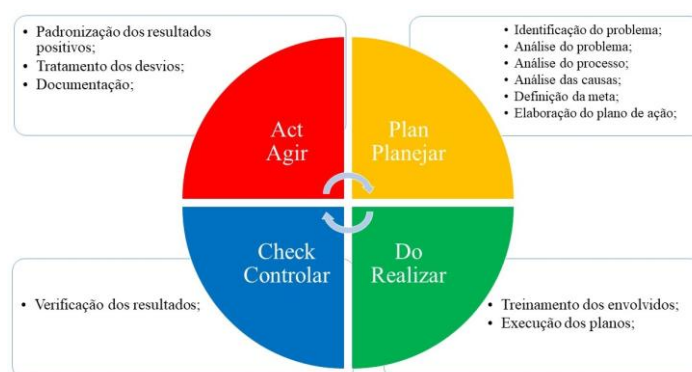 • Padronização dos resultados
positivos;
• Tratamento dos desvios;
• Documentação;
• Identificação do problema;
• Análise do problema;
• Análise do processo;
• Análise das causas;
• Definição da meta;
• Elaboração do plano de ação;
Act
Agir
Plan
Planejar
Check
Controlar
Do
Realizar
• Verificação dos resultados;
• Treinamento dos envolvidos;
• Execução dos planos;